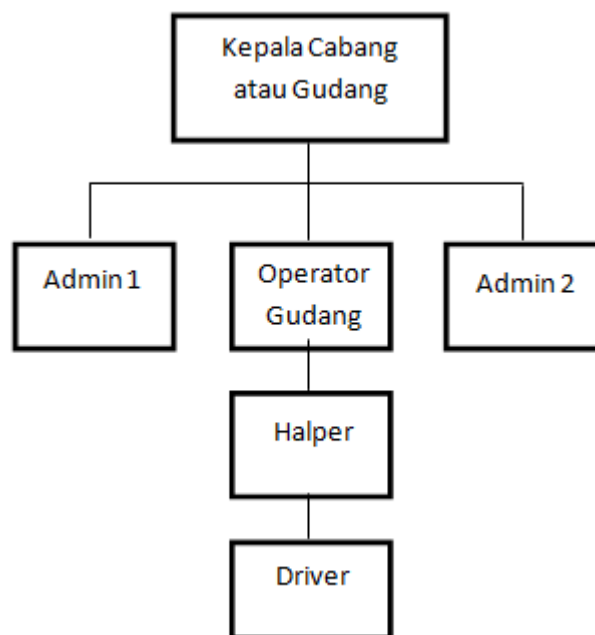 Kepala Cabang
atau Gudang
Admin 1
Operator
Gudang
Admin 2
Halper
Driver